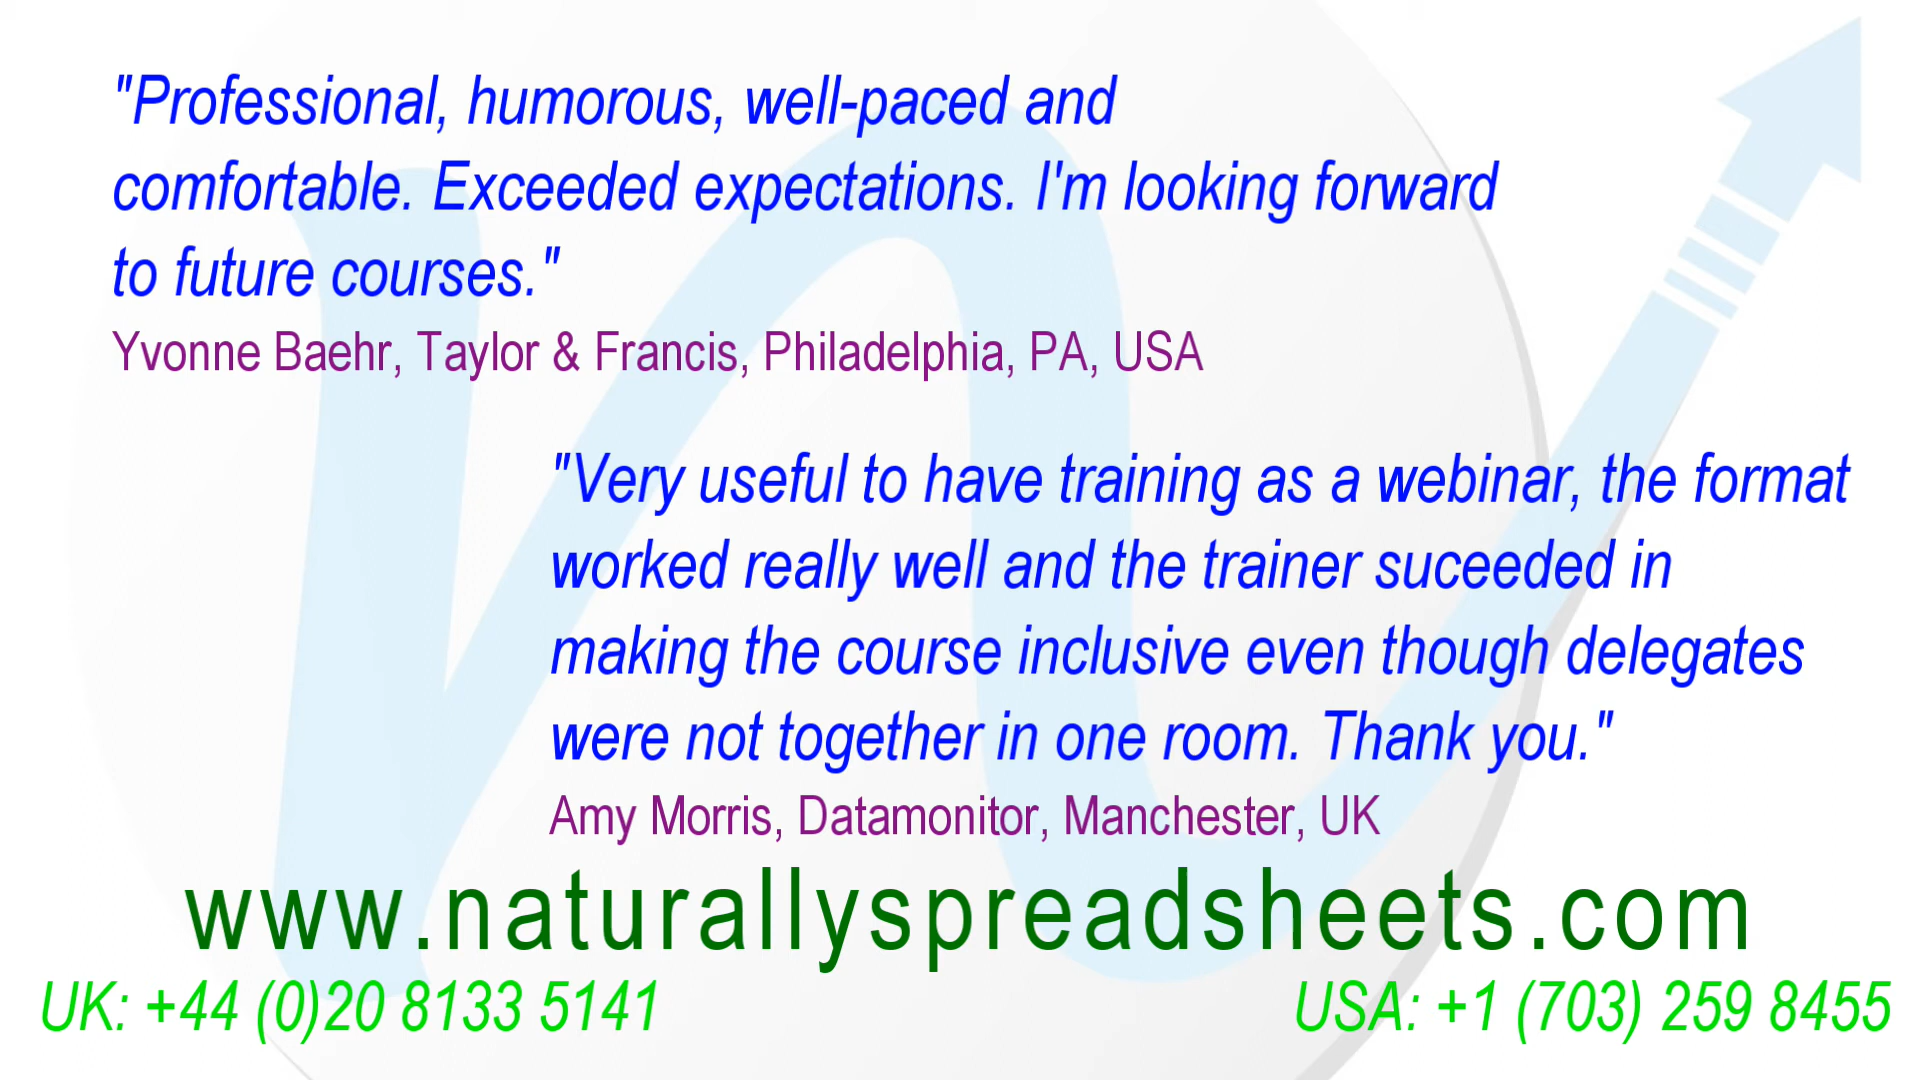 "Professional, humorous, well-paced and
comfortable. Exceeded expectations. I'm looking forward
to future courses."
Yvonne Baehr, Taylor & Francis, Philadelphia, PA, USA
"Very useful to have training as a webinar, the format
worked really well and the trainer suceeded in
making the course inclusive even though delegates
were not together in one room. Thank you."
Amy Morris, Datamonitor, Manchester, UK
www.naturallyspreadsheets.com
UK: +44 (0)20 8133 5141
USA: +1 (703) 259 8455